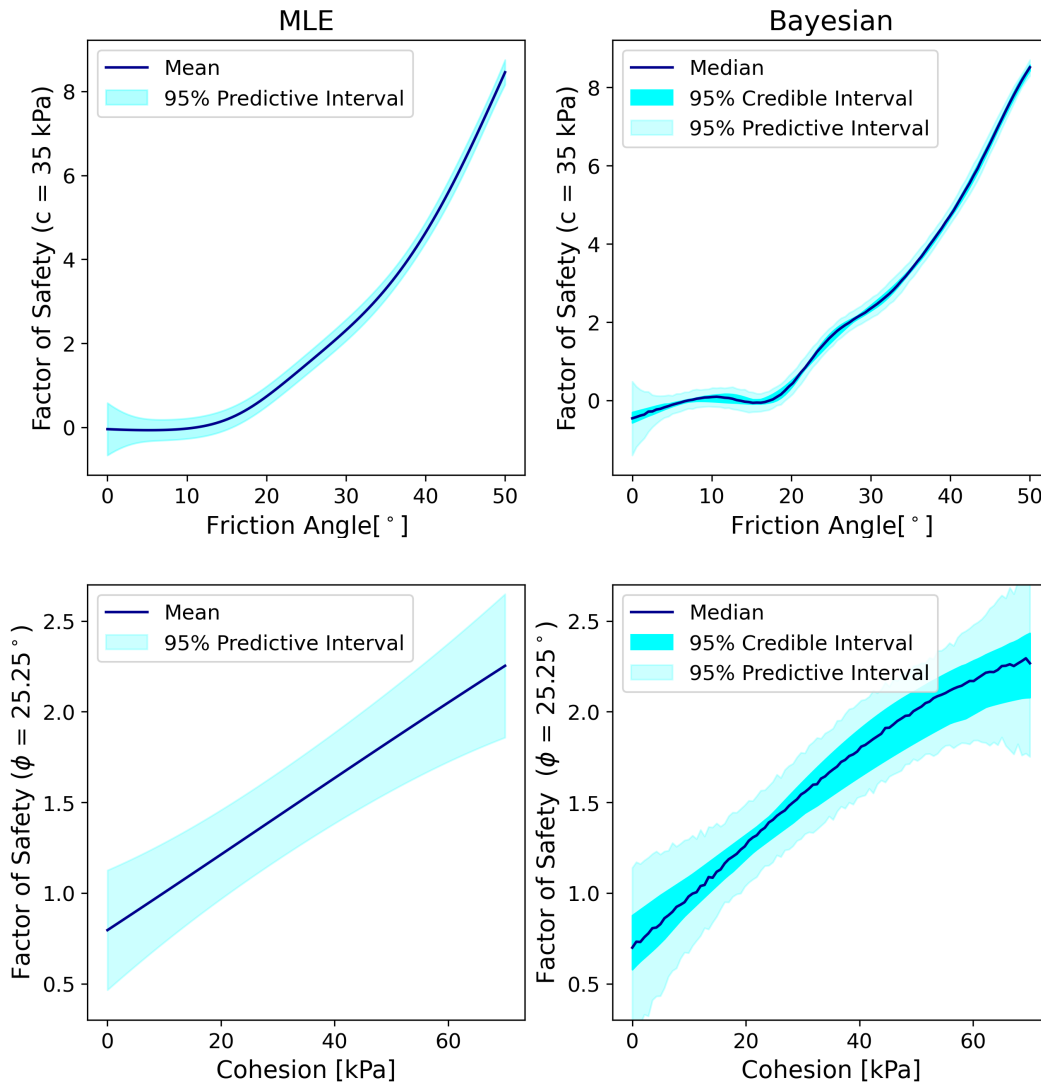 MLE
Mean
95% Predictive Interval
8
6
4
2
0
Factor of Safety (c = 35 kPa)
0 10 20 30 40 50
Friction Angle[°]
Bayesian
Median
95% Credible Interval
95% Predictive Interval
8
6
4
2
0
Factor of Safety (c = 35 kPa)
0 10 20 30 40 50
Friction Angle[°]
Mean
95% Predictive Interval
2.5
2.0
1.5
1.0
0.5
Factor of Safety (ϕ = 25.25°)
0 20 40 60
Cohesion [kPa]
Median
95% Credible Interval
95% Predictive Interval
2.5
2.0
1.5
1.0
0.5
Factor of Safety (ϕ = 25.25°)
0 20 40 60
Cohesion [kPa]